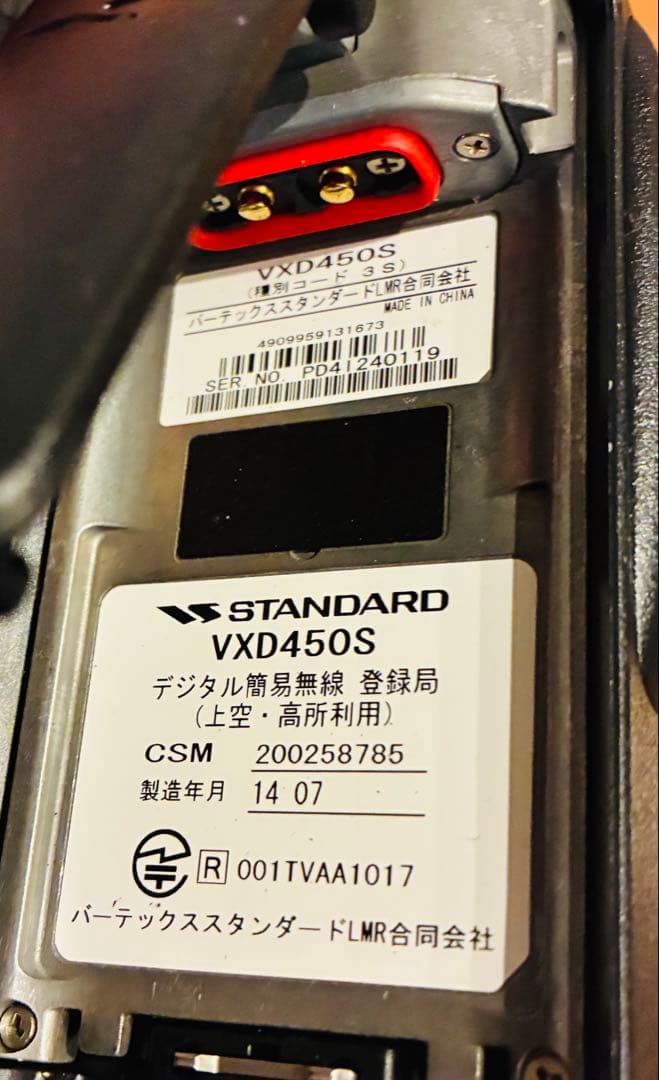 VXD450S
(種別コード 3S)
バーテックススタンダードLMR合同会社
MADE IN CHINA
4909959131673
SER. NO. PD4I240119
STANDARD
VXD450S
デジタル簡易無線 登録局
(上空・高所利用)
CSM 200258785
製造年月 14 07
R 001TVAA1017
バーテックススタンダードLMR合同会社